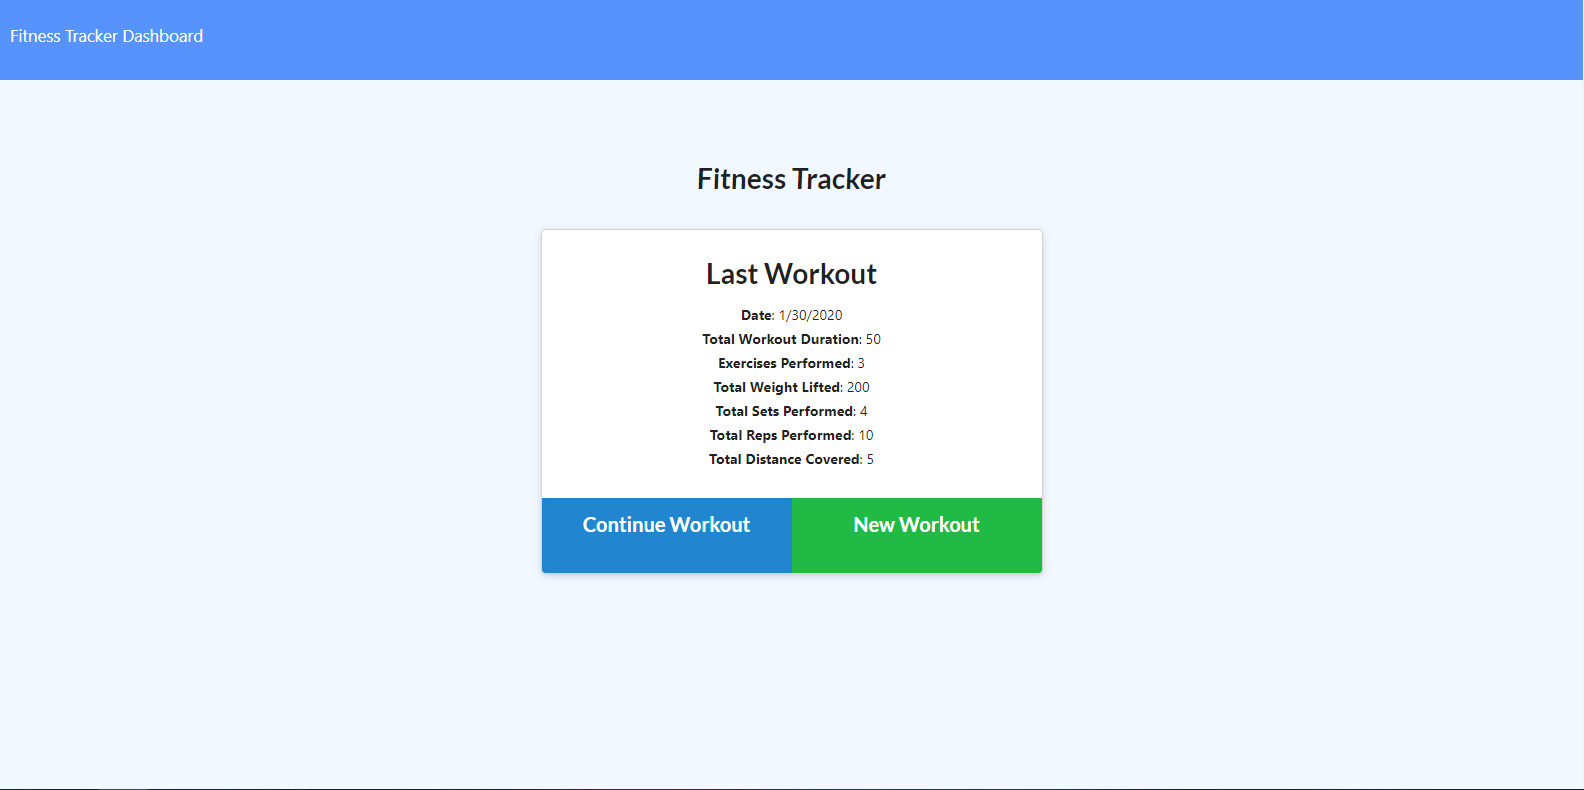 Fitness Tracker Dashboard
Fitness Tracker
Last Workout
Date: 1/30/2020
Total Workout Duration: 50
Exercises Performed: 3
Total Weight Lifted: 200
Total Sets Performed: 4
Total Reps Performed: 10
Total Distance Covered: 5
Continue Workout
New Workout